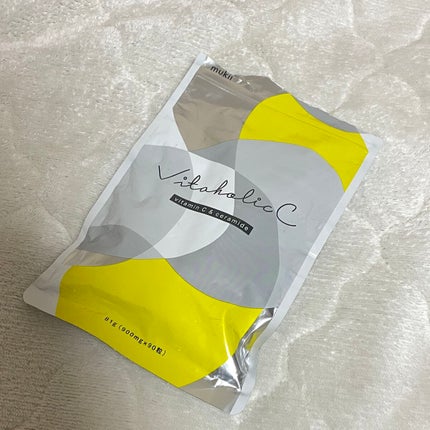 mukii
VitaholicC
vitamin C & ceramide
81g (900mg×90粒)